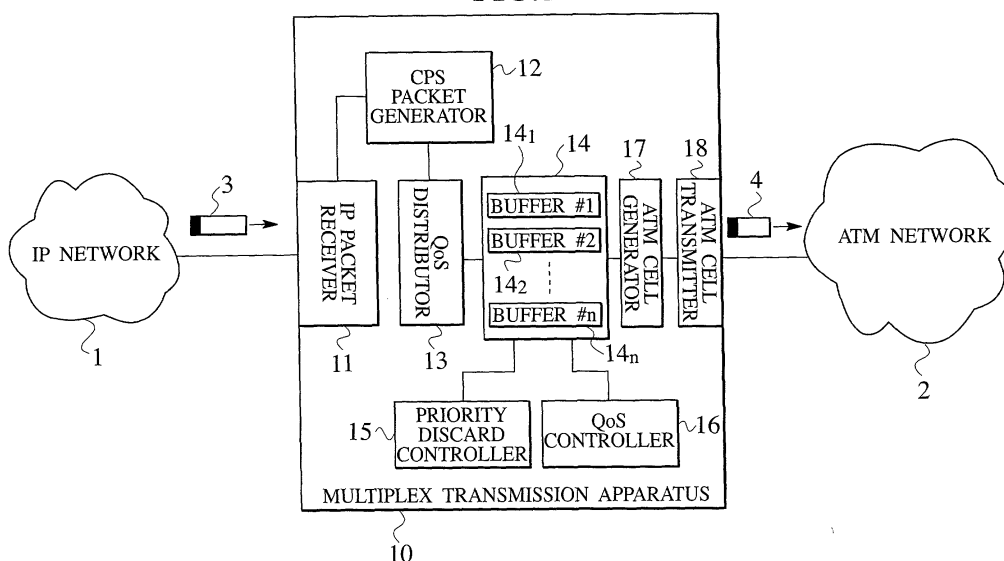 12
CPS
PACKET
GENERATOR
3
IP NETWORK
1
IP PACKET
RECEIVER
11
QoS
DISTRIBUTOR
13
14
14₁
BUFFER #1
BUFFER #2
14₂
BUFFER #n
14ₙ
17
ATM CELL
GENERATOR
18
ATM CELL
TRANSMITTER
4
ATM NETWORK
2
15
PRIORITY
DISCARD
CONTROLLER
QoS
CONTROLLER
16
MULTIPLEX TRANSMISSION APPARATUS
10